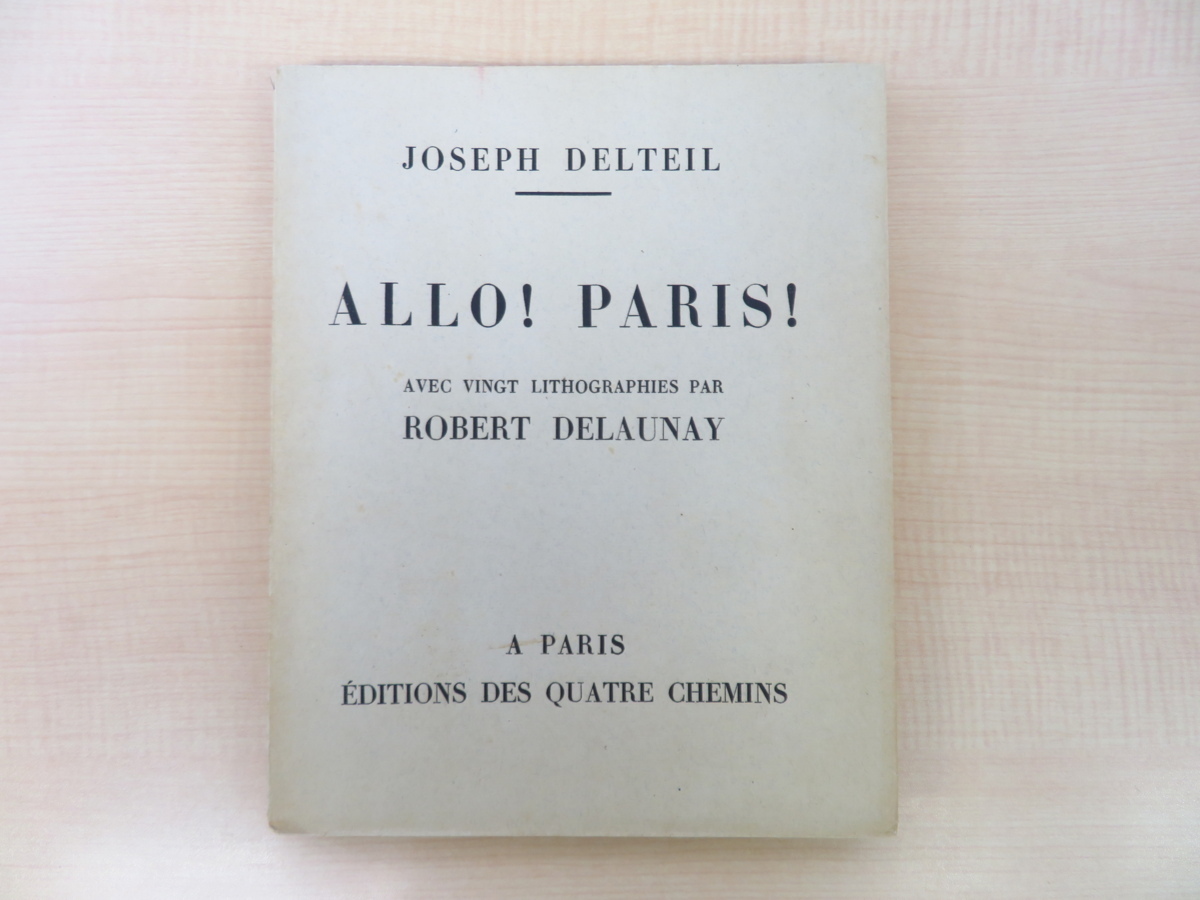 JOSEPH DELTEIL
ALLO! PARIS!
AVEC VINGT LITHOGRAPHIES PAR
ROBERT DELAUNAY
A PARIS
ÉDITIONS DES QUATRE CHEMINS